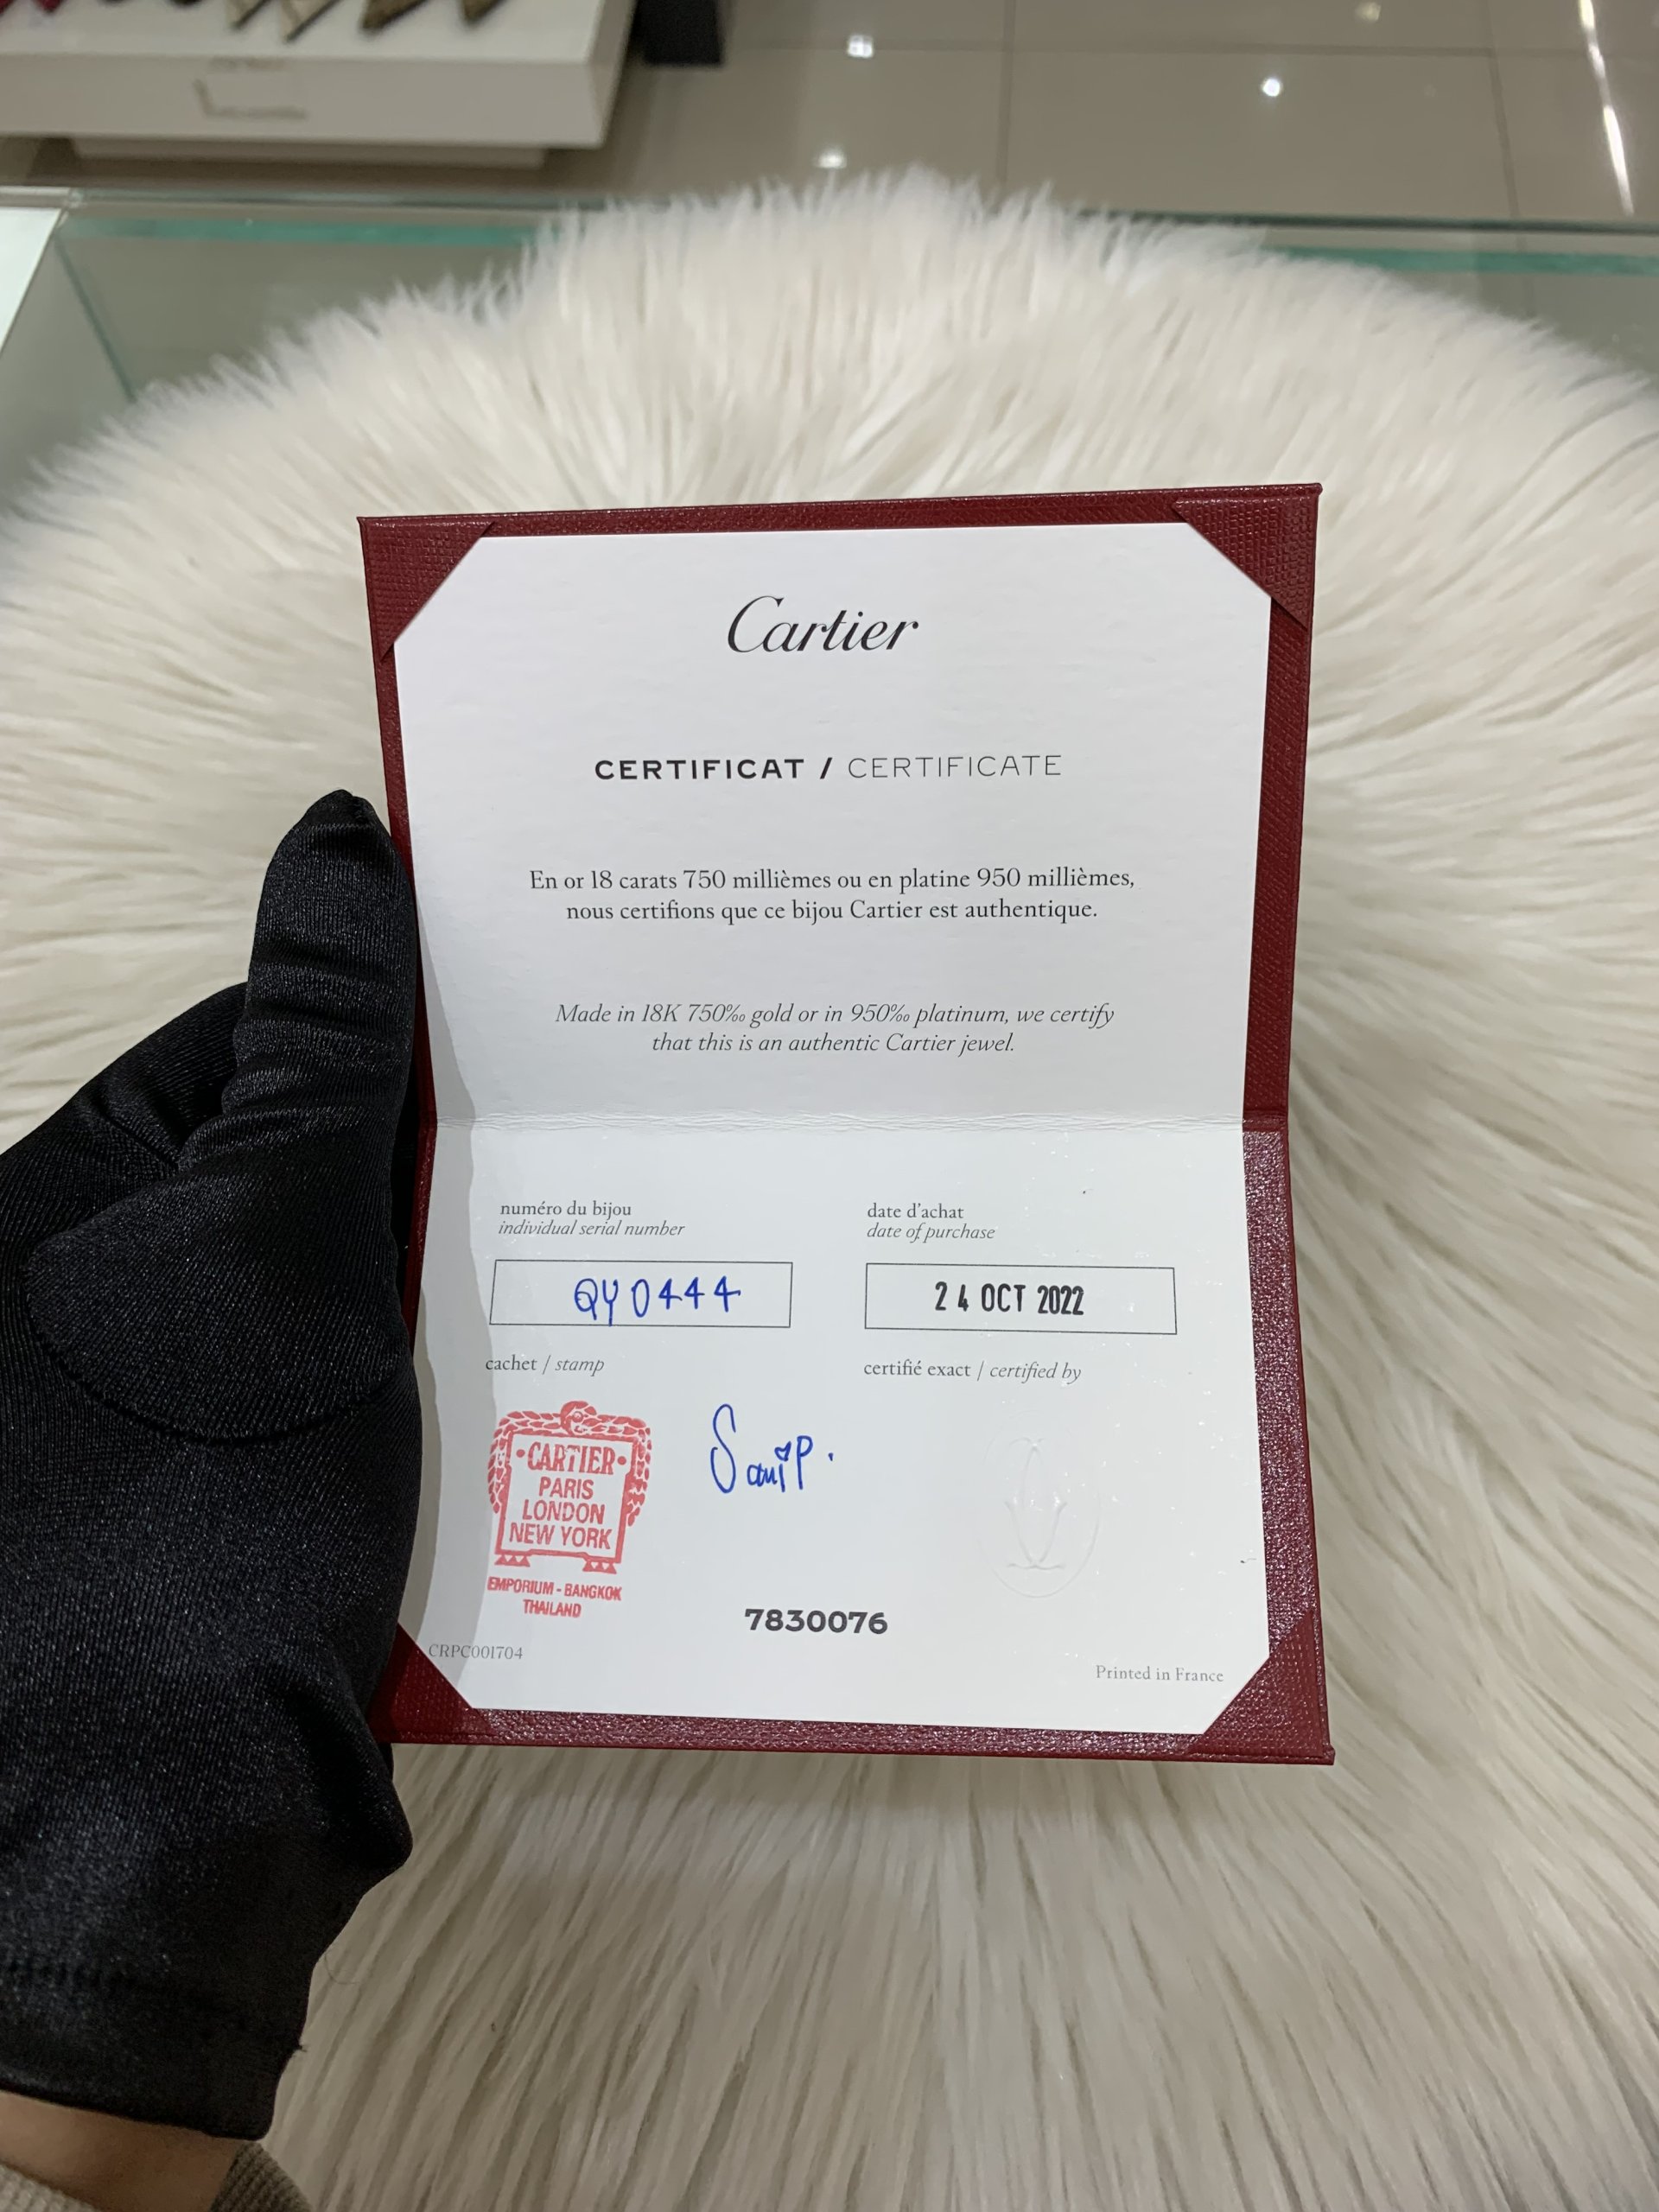 Cartier
CERTIFICAT / CERTIFICATE
En or 18 carats 750 millièmes ou en platine 950 millièmes,
nous certifions que ce bijou Cartier est authentique.
Made in 18K 750‰ gold or in 950‰ platinum, we certify
that this is an authentic Cartier jewel.
numéro du bijou
individual serial number
QY0444
date d'achat
date of purchase
24 OCT 2022
cachet / stamp
certifié exact / certified by
•CARTIER•
PARIS
LONDON
NEW YORK
EMPORIUM - BANGKOK
THAILAND
7830076
CRPC001704
Printed in France